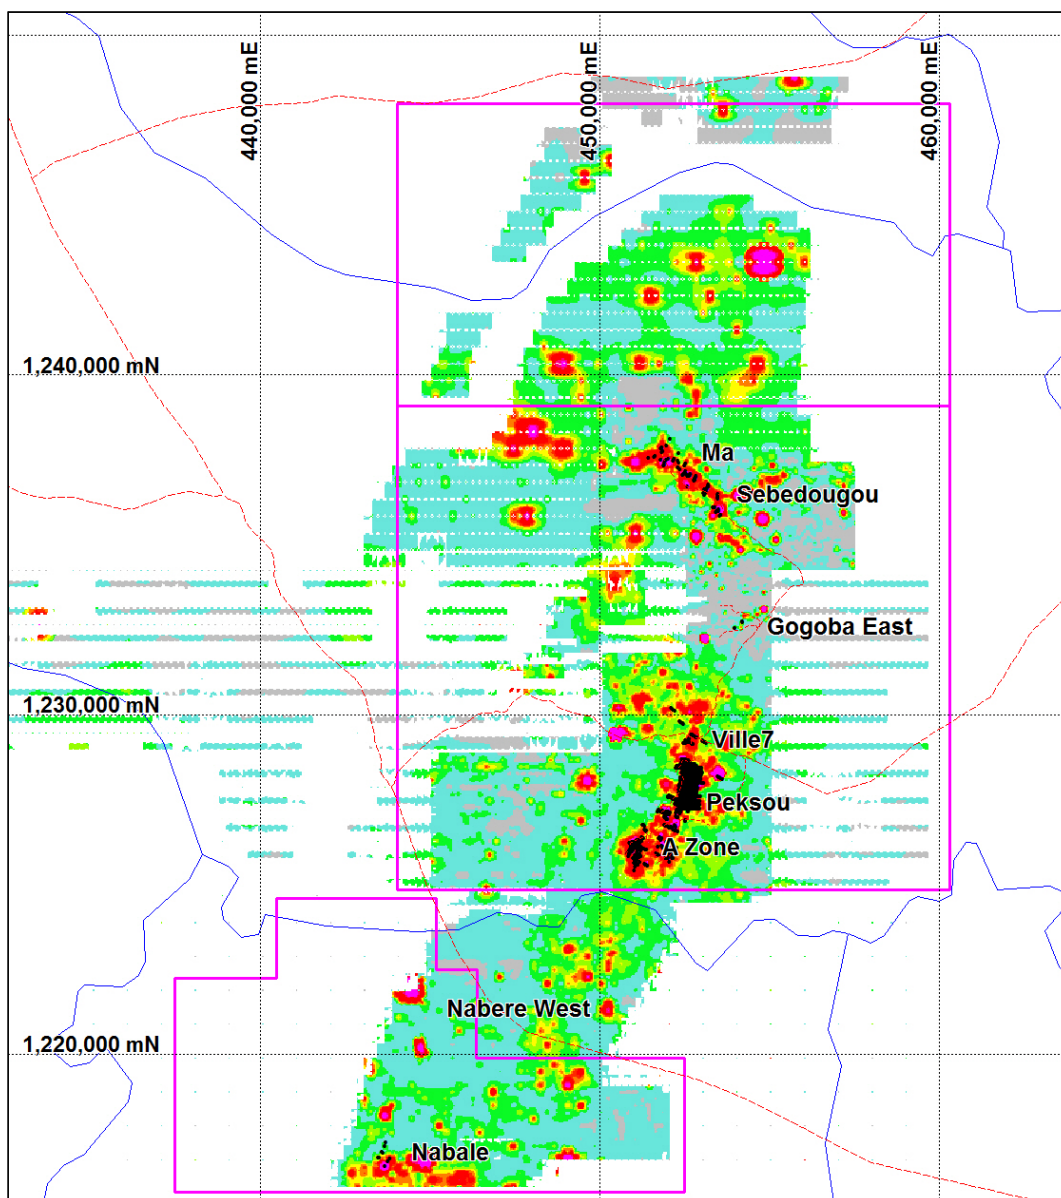 440,000 mE
450,000 mE
460,000 mE
1,240,000 mN
Ma
Sebedougou
Gogoba East
1,230,000 mN
Ville7
Peksou
A Zone
Nabere West
1,220,000 mN
Nabale